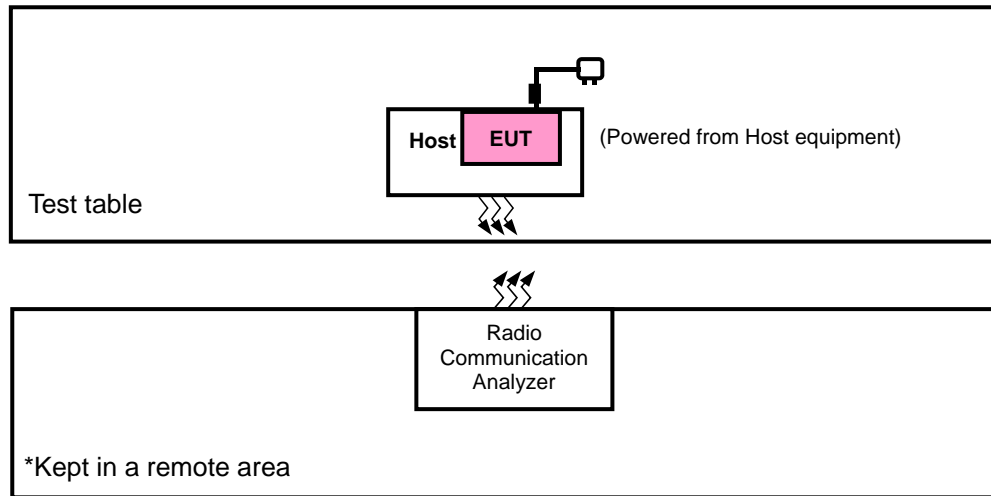 Host
EUT
(Powered from Host equipment)
Test table
Radio
Communication
Analyzer
*Kept in a remote area